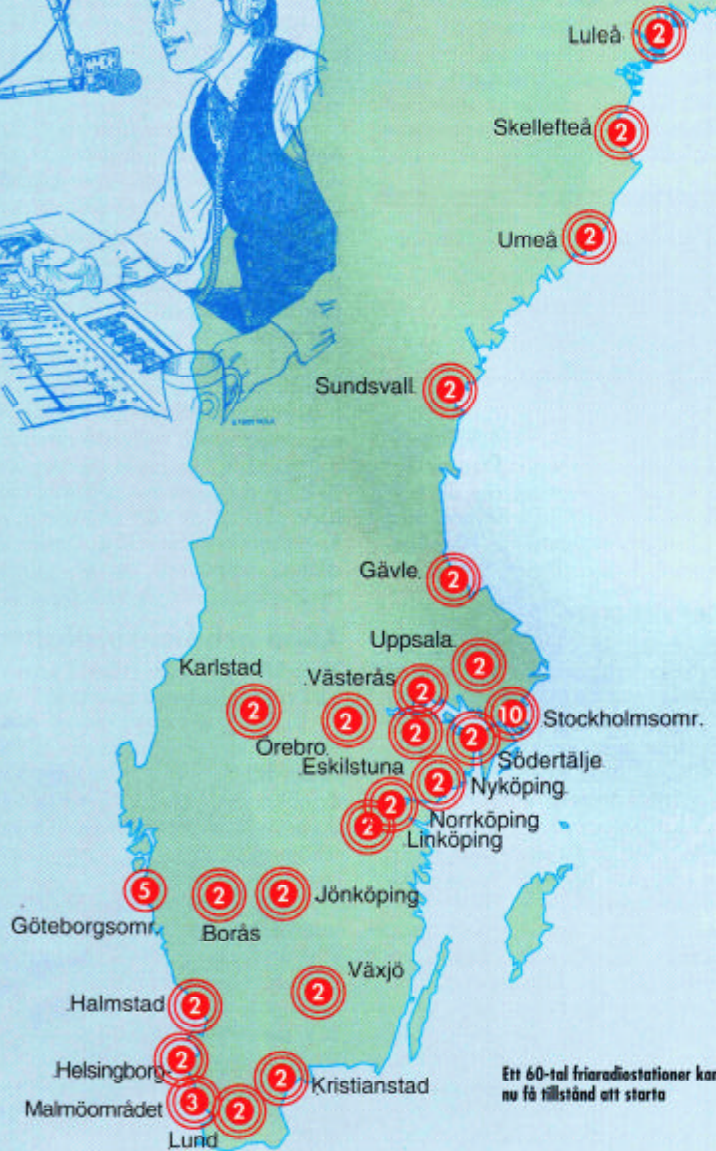 Luleå
2
Skellefteå
2
Umeå
2
Sundsvall
2
Gävle
2
Uppsala
2
Karlstad
2
Västerås
2
Örebro
2
10
Stockholmsomr.
Eskilstuna
2
2
Södertälje
2
Nyköping
2
Norrköping
2
Linköping
5
Göteborgsomr.
2
Borås
2
Jönköping
Växjö
2
Halmstad
2
Helsingborg
2
2
Kristianstad
Malmöområdet
3
2
Lund
Ett 60-tal friaradiostationer kan
nu få tillstånd att starta